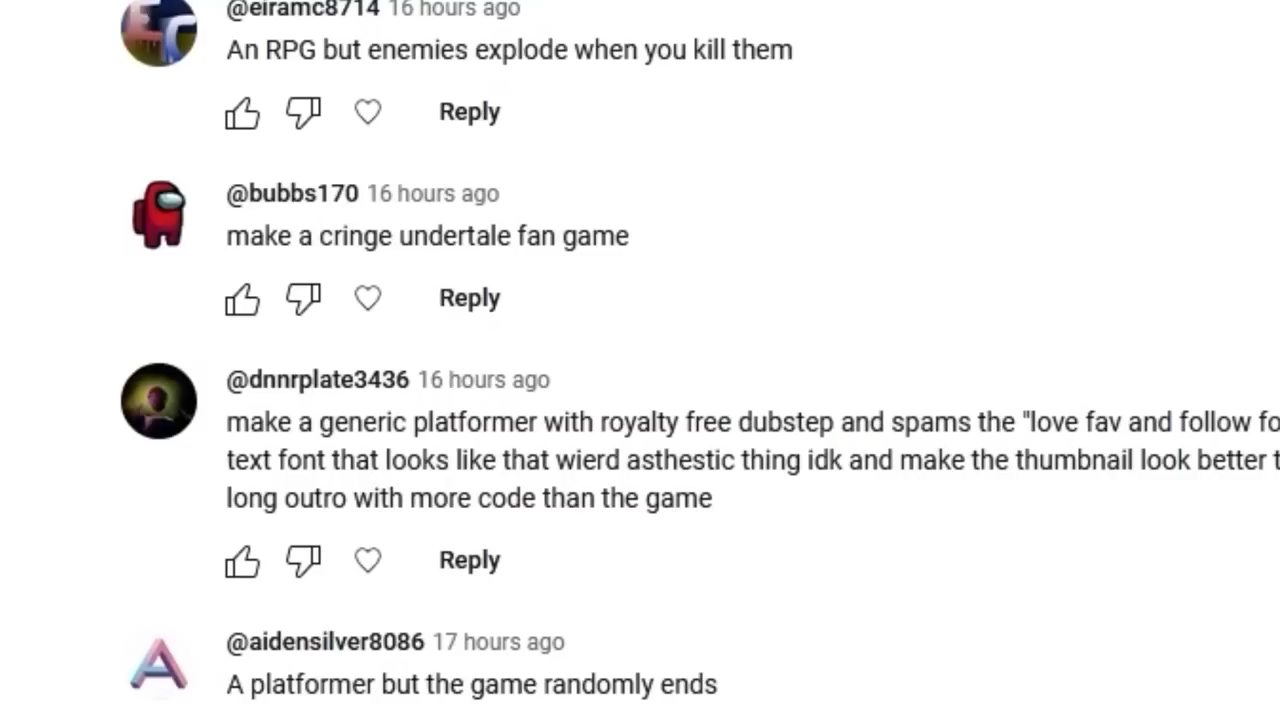 @eiramc8714 16 hours ago
An RPG but enemies explode when you kill them
Reply
@bubbs170 16 hours ago
make a cringe undertale fan game
Reply
@dnnrplate3436 16 hours ago
make a generic platformer with royalty free dubstep and spams the "love fav and follow fo
text font that looks like that wierd asthestic thing idk and make the thumbnail look better t
long outro with more code than the game
Reply
@aidensilver8086 17 hours ago
A platformer but the game randomly ends